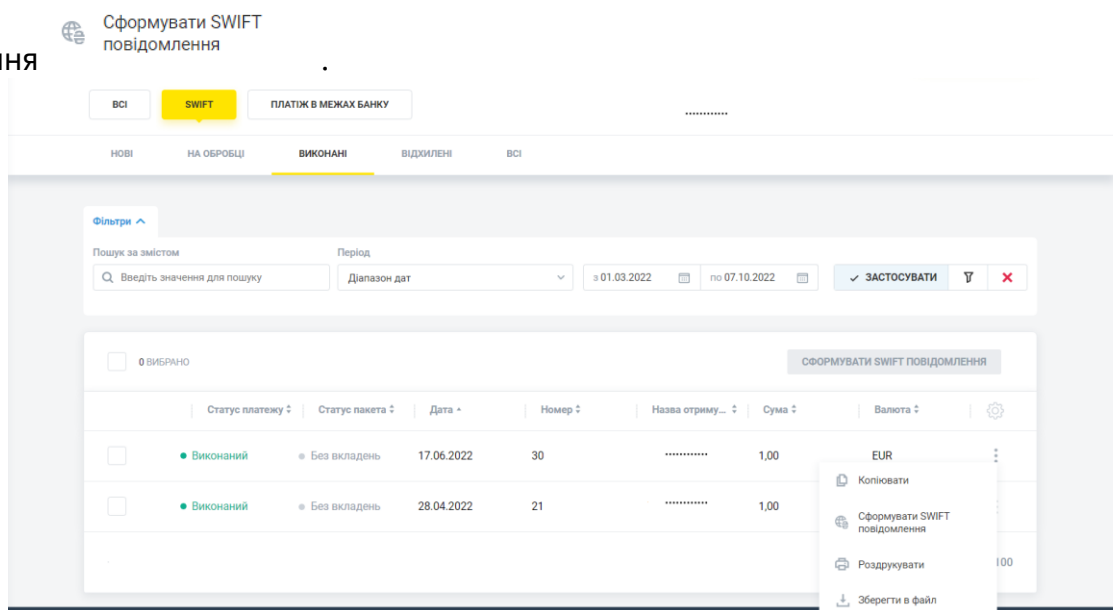 Сформувати SWIFT
повідомлення
ння .
ВСІ SWIFT ПЛАТІЖ В МЕЖАХ БАНКУ ............
НОВІ НА ОБРОБЦІ ВИКОНАНІ ВІДХИЛЕНІ ВСІ
Фільтри
Пошук за змістом Період
Введіть значення для пошуку Діапазон дат з 01.03.2022 по 07.10.2022 ЗАСТОСУВАТИ
0 ВИБРАНО СФОРМУВАТИ SWIFT ПОВІДОМЛЕННЯ
Статус платежу Статус пакета Дата Номер Назва отриму... Сума Валюта
Виконаний Без вкладень 17.06.2022 30 ............ 1,00 EUR
Копіювати
Виконаний Без вкладень 28.04.2022 21 ............ 1,00
Сформувати SWIFT
повідомлення
Роздрукувати 100
Зберегти в файл